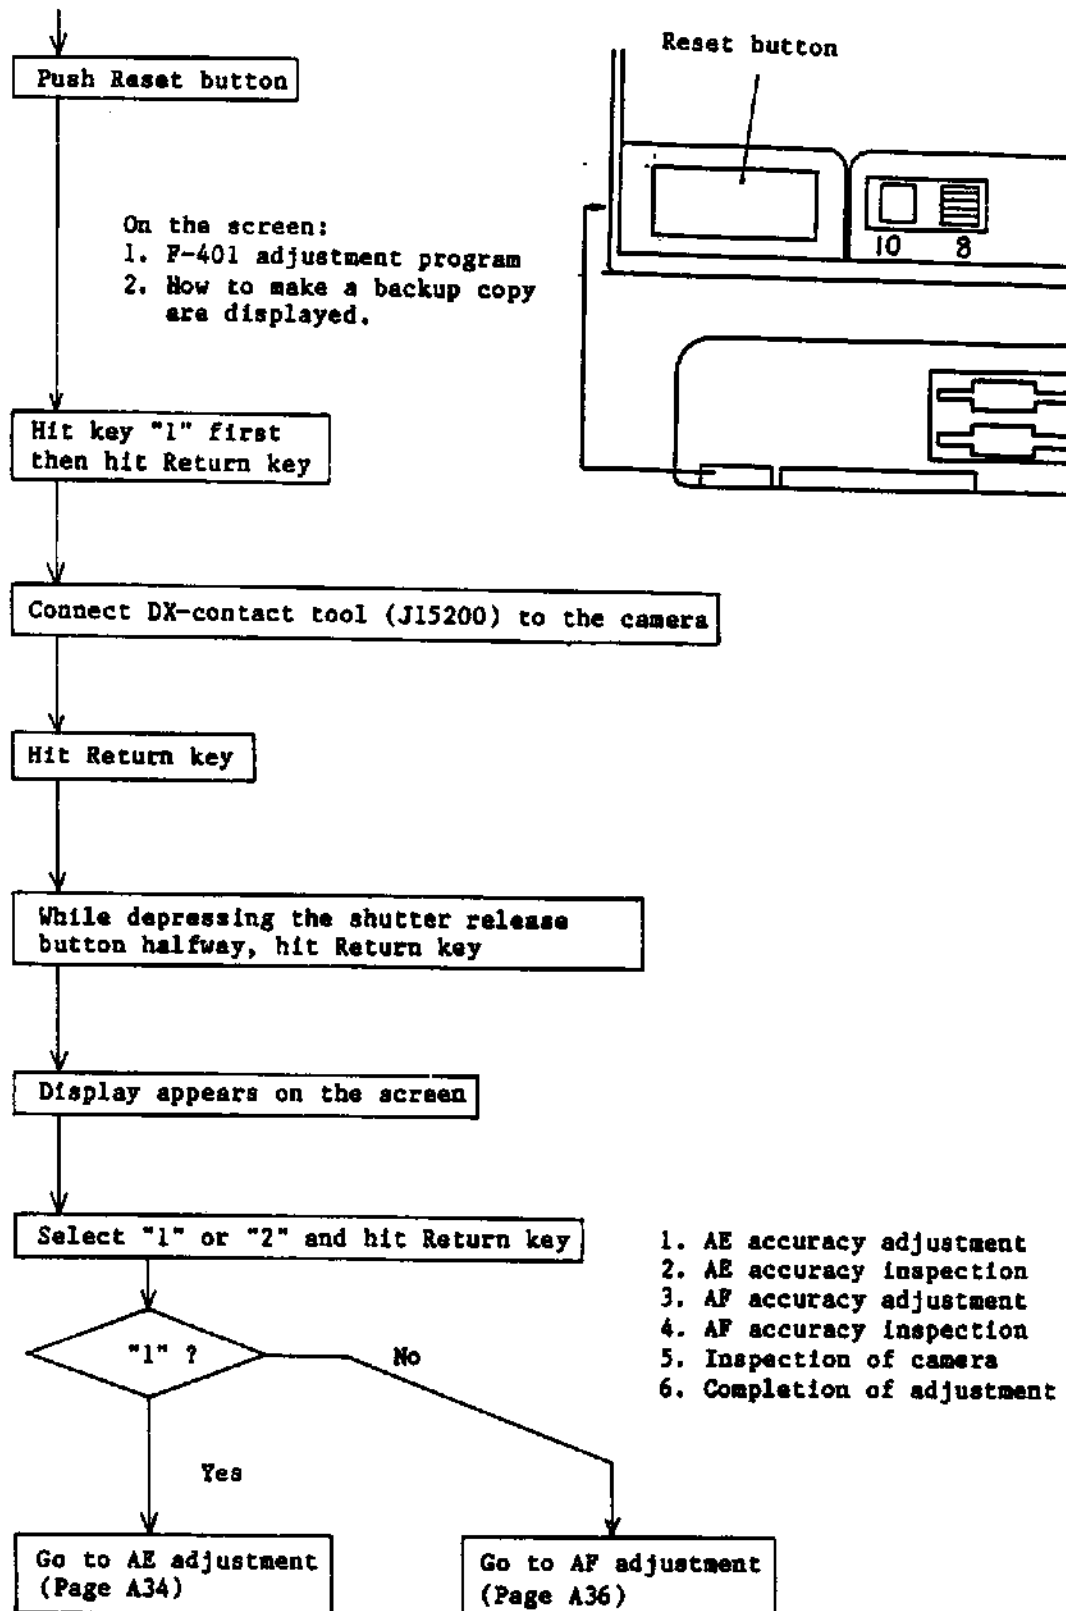 Push Reset button
Reset button
10 8
On the screen:
1. F-401 adjustment program
2. How to make a backup copy
are displayed.
Hit key "1" first
then hit Return key
Connect DX-contact tool (J15200) to the camera
Hit Return key
While depressing the shutter release
button halfway, hit Return key
Display appears on the screen
Select "1" or "2" and hit Return key
1. AE accuracy adjustment
2. AE accuracy inspection
3. AF accuracy adjustment
4. AF accuracy inspection
5. Inspection of camera
6. Completion of adjustment
"1" ?
No
Yes
Go to AE adjustment
(Page A34)
Go to AF adjustment
(Page A36)